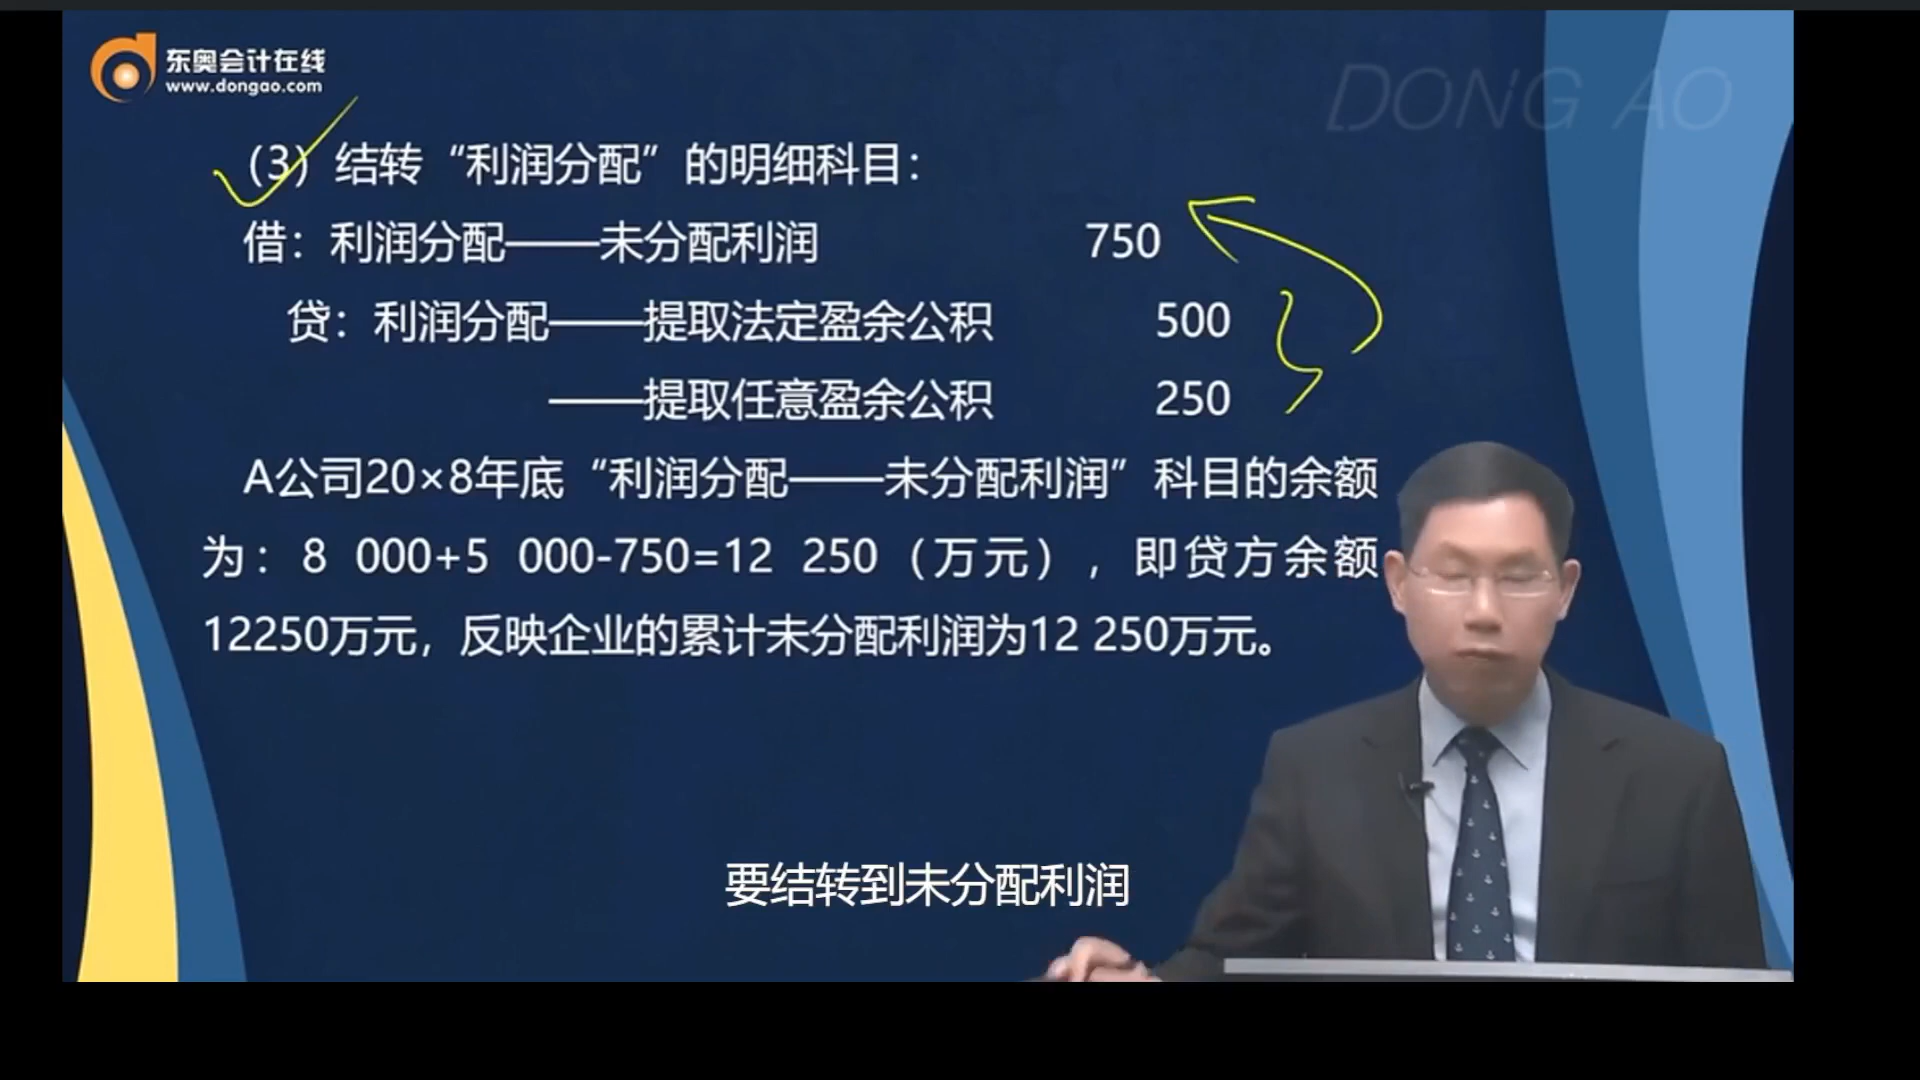 东奥会计在线
www.dongao.com
DONG AO
（3）结转“利润分配”的明细科目：
借：利润分配——未分配利润 750
贷：利润分配——提取法定盈余公积 500
——提取任意盈余公积 250
A公司20×8年底“利润分配——未分配利润”科目的余额
为：8 000+5 000-750=12 250（万元），即贷方余额
12250万元，反映企业的累计未分配利润为12 250万元。
要结转到未分配利润